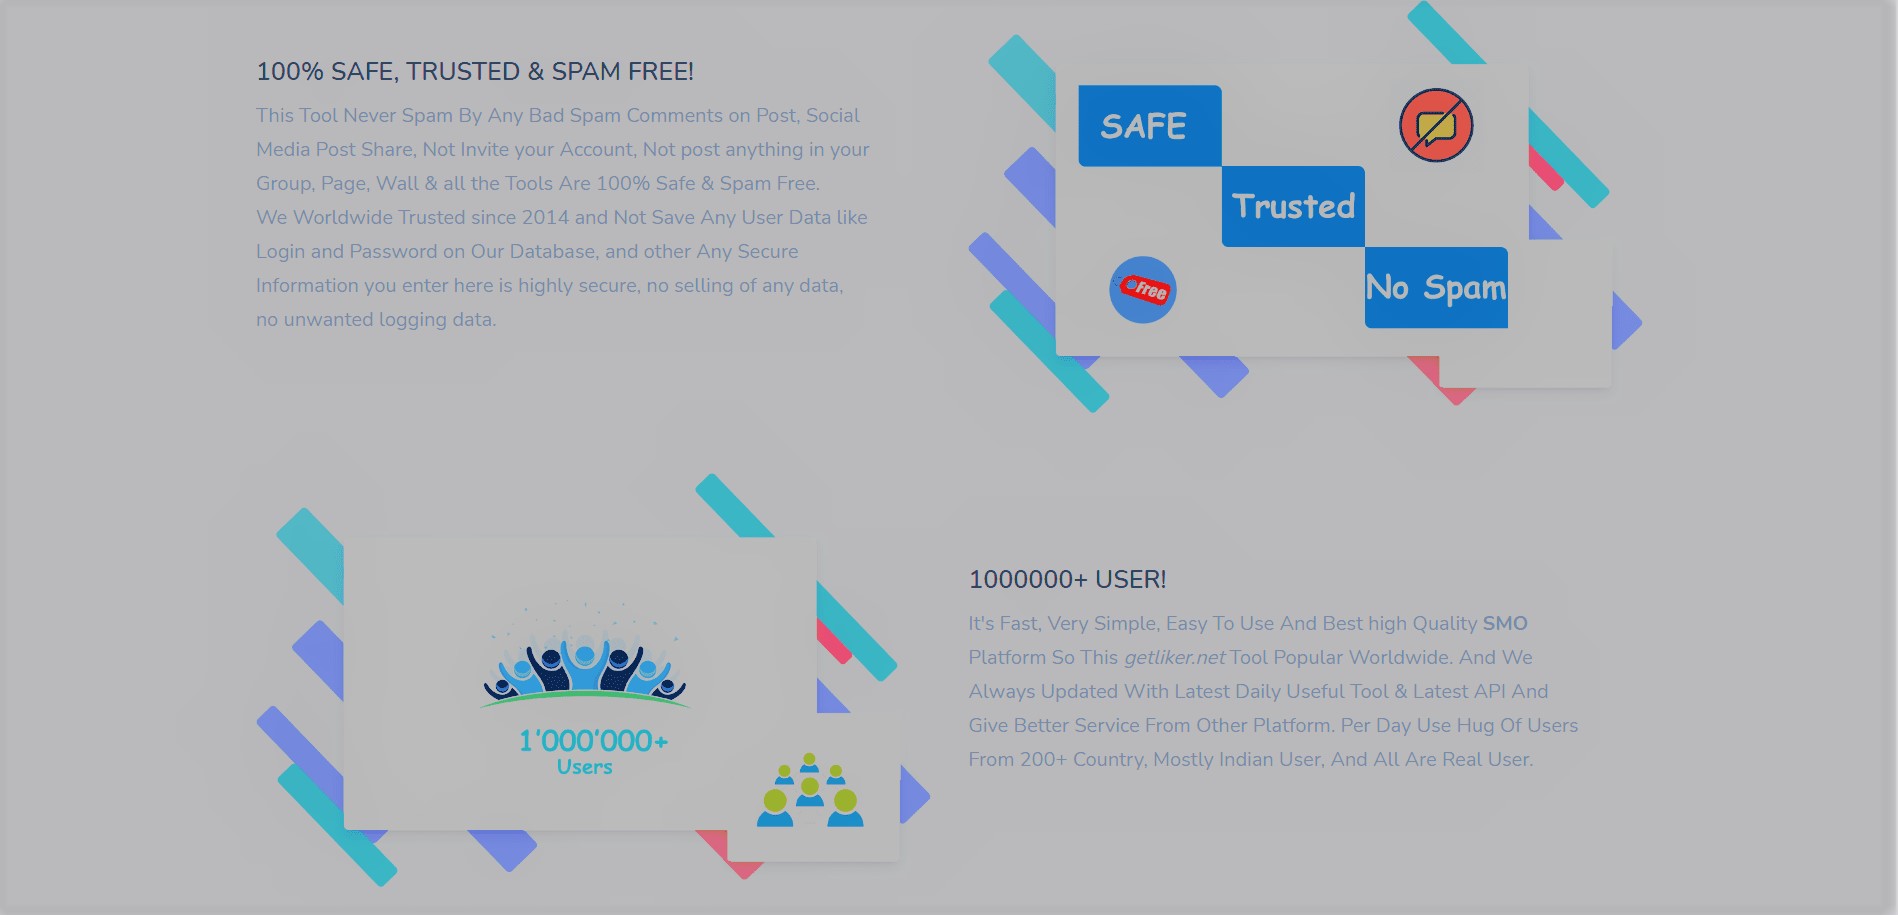 100% SAFE, TRUSTED & SPAM FREE!
This Tool Never Spam By Any Bad Spam Comments on Post, Social
Media Post Share, Not Invite your Account, Not post anything in your
Group, Page, Wall & all the Tools Are 100% Safe & Spam Free.
We Worldwide Trusted since 2014 and Not Save Any User Data like
Login and Password on Our Database, and other Any Secure
Information you enter here is highly secure, no selling of any data,
no unwanted logging data.
SAFE
Trusted
Free
No Spam
1'000'000+
Users
1000000+ USER!
It's Fast, Very Simple, Easy To Use And Best high Quality SMO
Platform So This getliker.net Tool Popular Worldwide. And We
Always Updated With Latest Daily Useful Tool & Latest API And
Give Better Service From Other Platform. Per Day Use Hug Of Users
From 200+ Country, Mostly Indian User, And All Are Real User.